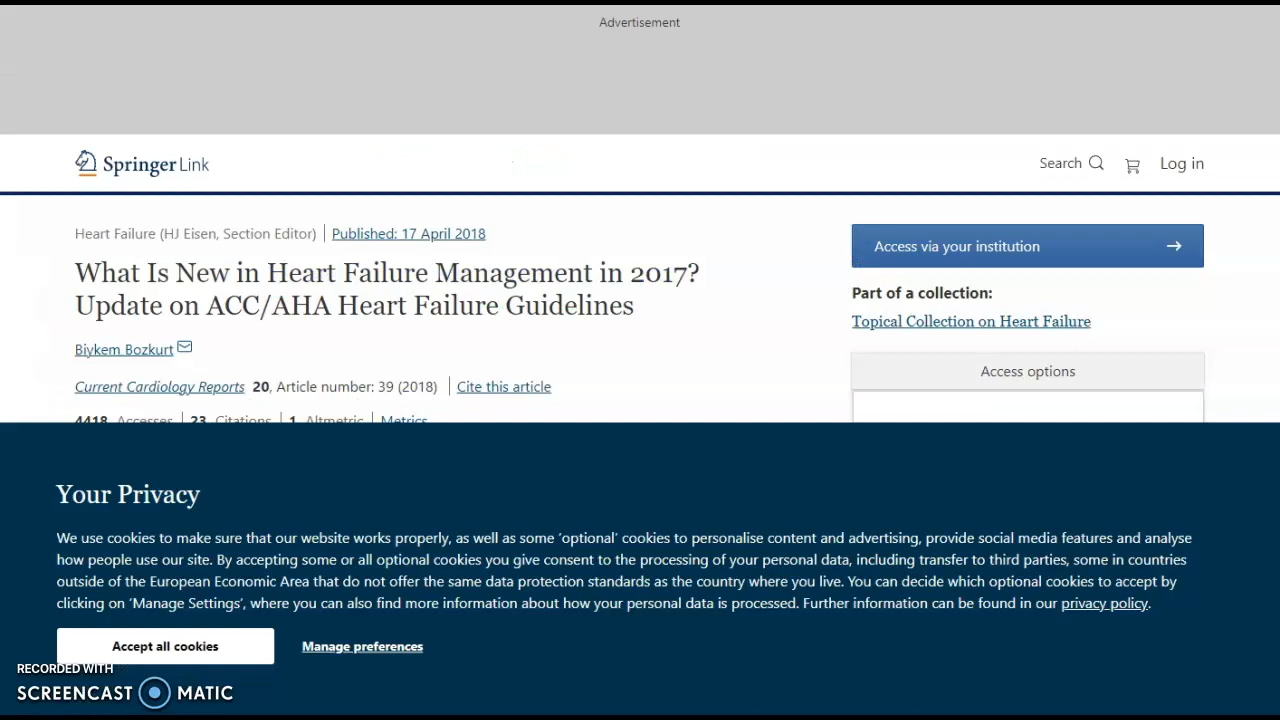 Advertisement
Springer Link
Search
Log in
Heart Failure (HJ Eisen, Section Editor) | Published: 17 April 2018
What Is New in Heart Failure Management in 2017?
Update on ACC/AHA Heart Failure Guidelines
Biykem Bozkurt
Current Cardiology Reports 20, Article number: 39 (2018) | Cite this article
4418 Accesses | 23 Citations | 1 Altmetric | Metrics
Access via your institution
Part of a collection:
Topical Collection on Heart Failure
Access options
Your Privacy
We use cookies to make sure that our website works properly, as well as some ‘optional’ cookies to personalise content and advertising, provide social media features and analyse
how people use our site. By accepting some or all optional cookies you give consent to the processing of your personal data, including transfer to third parties, some in countries
outside of the European Economic Area that do not offer the same data protection standards as the country where you live. You can decide which optional cookies to accept by
clicking on ‘Manage Settings’, where you can also find more information about how your personal data is processed. Further information can be found in our privacy policy.
Accept all cookies
Manage preferences
RECORDED WITH
SCREENCAST MATIC